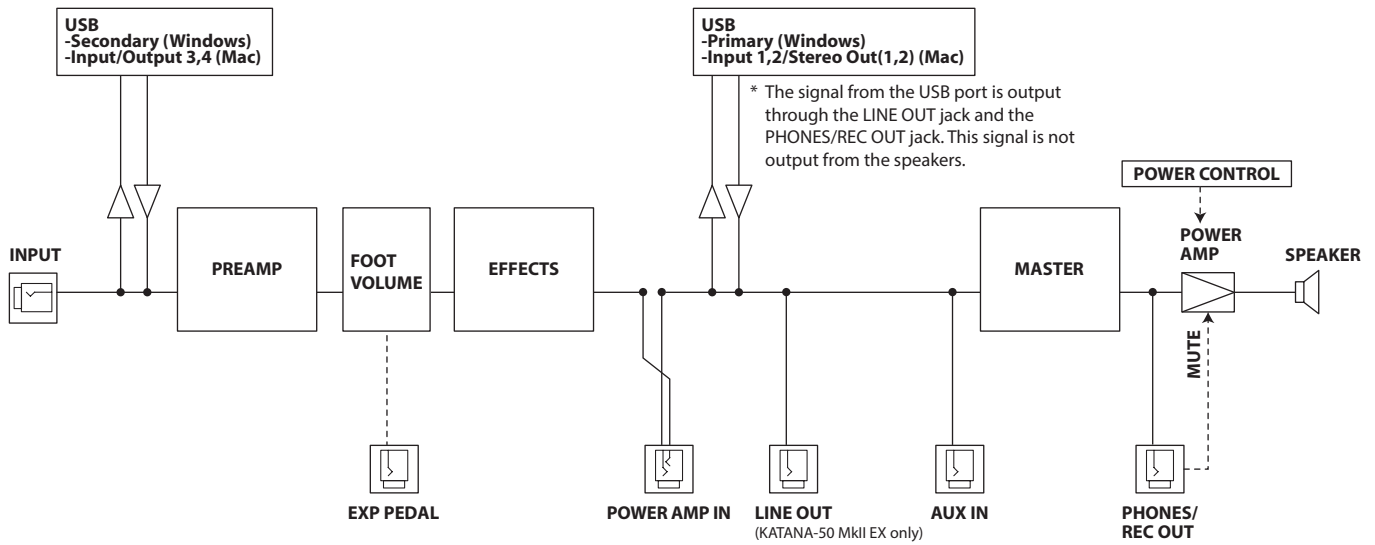 USB
-Secondary (Windows)
-Input/Output 3,4 (Mac)
USB
-Primary (Windows)
-Input 1,2/Stereo Out(1,2) (Mac)
* The signal from the USB port is output
through the LINE OUT jack and the
PHONES/REC OUT jack. This signal is not
output from the speakers.
POWER CONTROL
INPUT
PREAMP
FOOT
VOLUME
EFFECTS
MASTER
POWER
AMP
SPEAKER
MUTE
EXP PEDAL
POWER AMP IN
LINE OUT
(KATANA-50 MkII EX only)
AUX IN
PHONES/
REC OUT